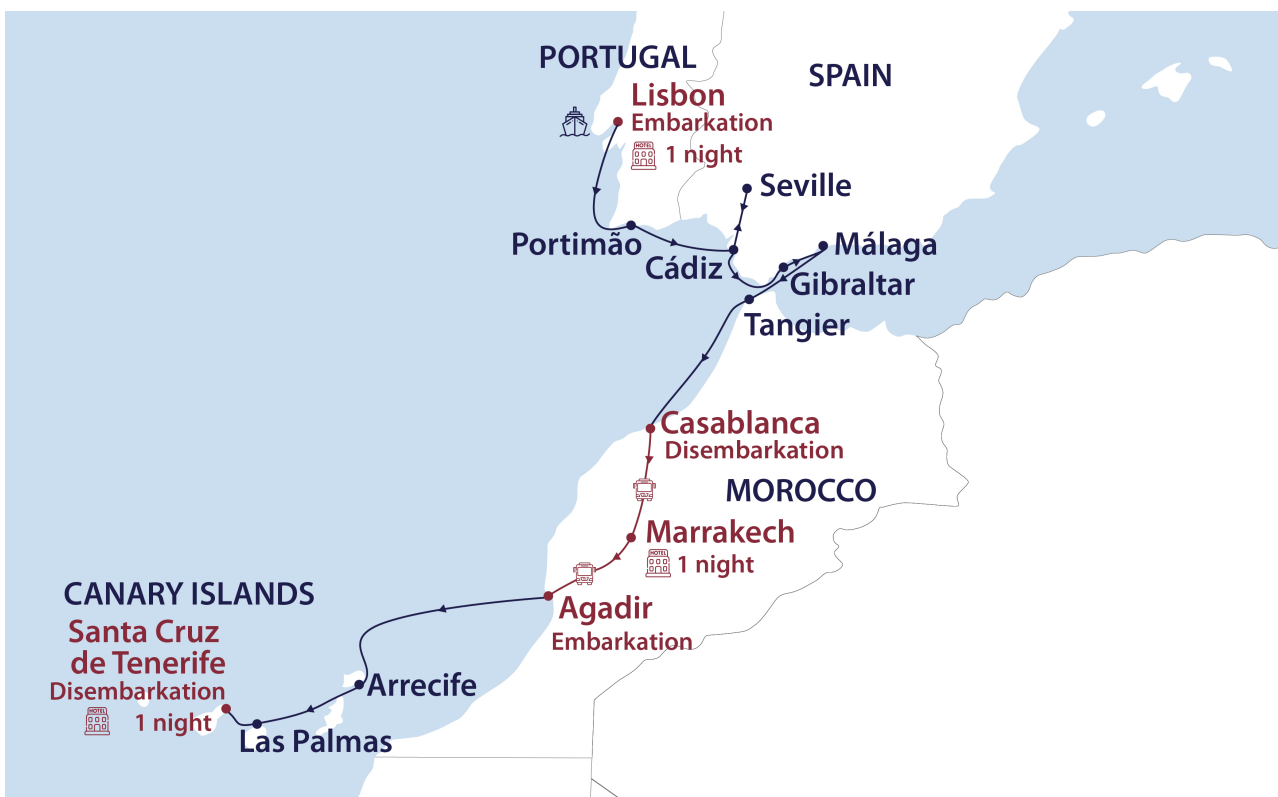 PORTUGAL
SPAIN
Lisbon
Embarkation
HOTEL
1 night
Seville
Portimão
Málaga
Cádiz
Gibraltar
Tangier
Casablanca
Disembarkation
MOROCCO
Marrakech
HOTEL
1 night
CANARY ISLANDS
Agadir
Embarkation
Santa Cruz
de Tenerife
Disembarkation
HOTEL
1 night
Arrecife
Las Palmas